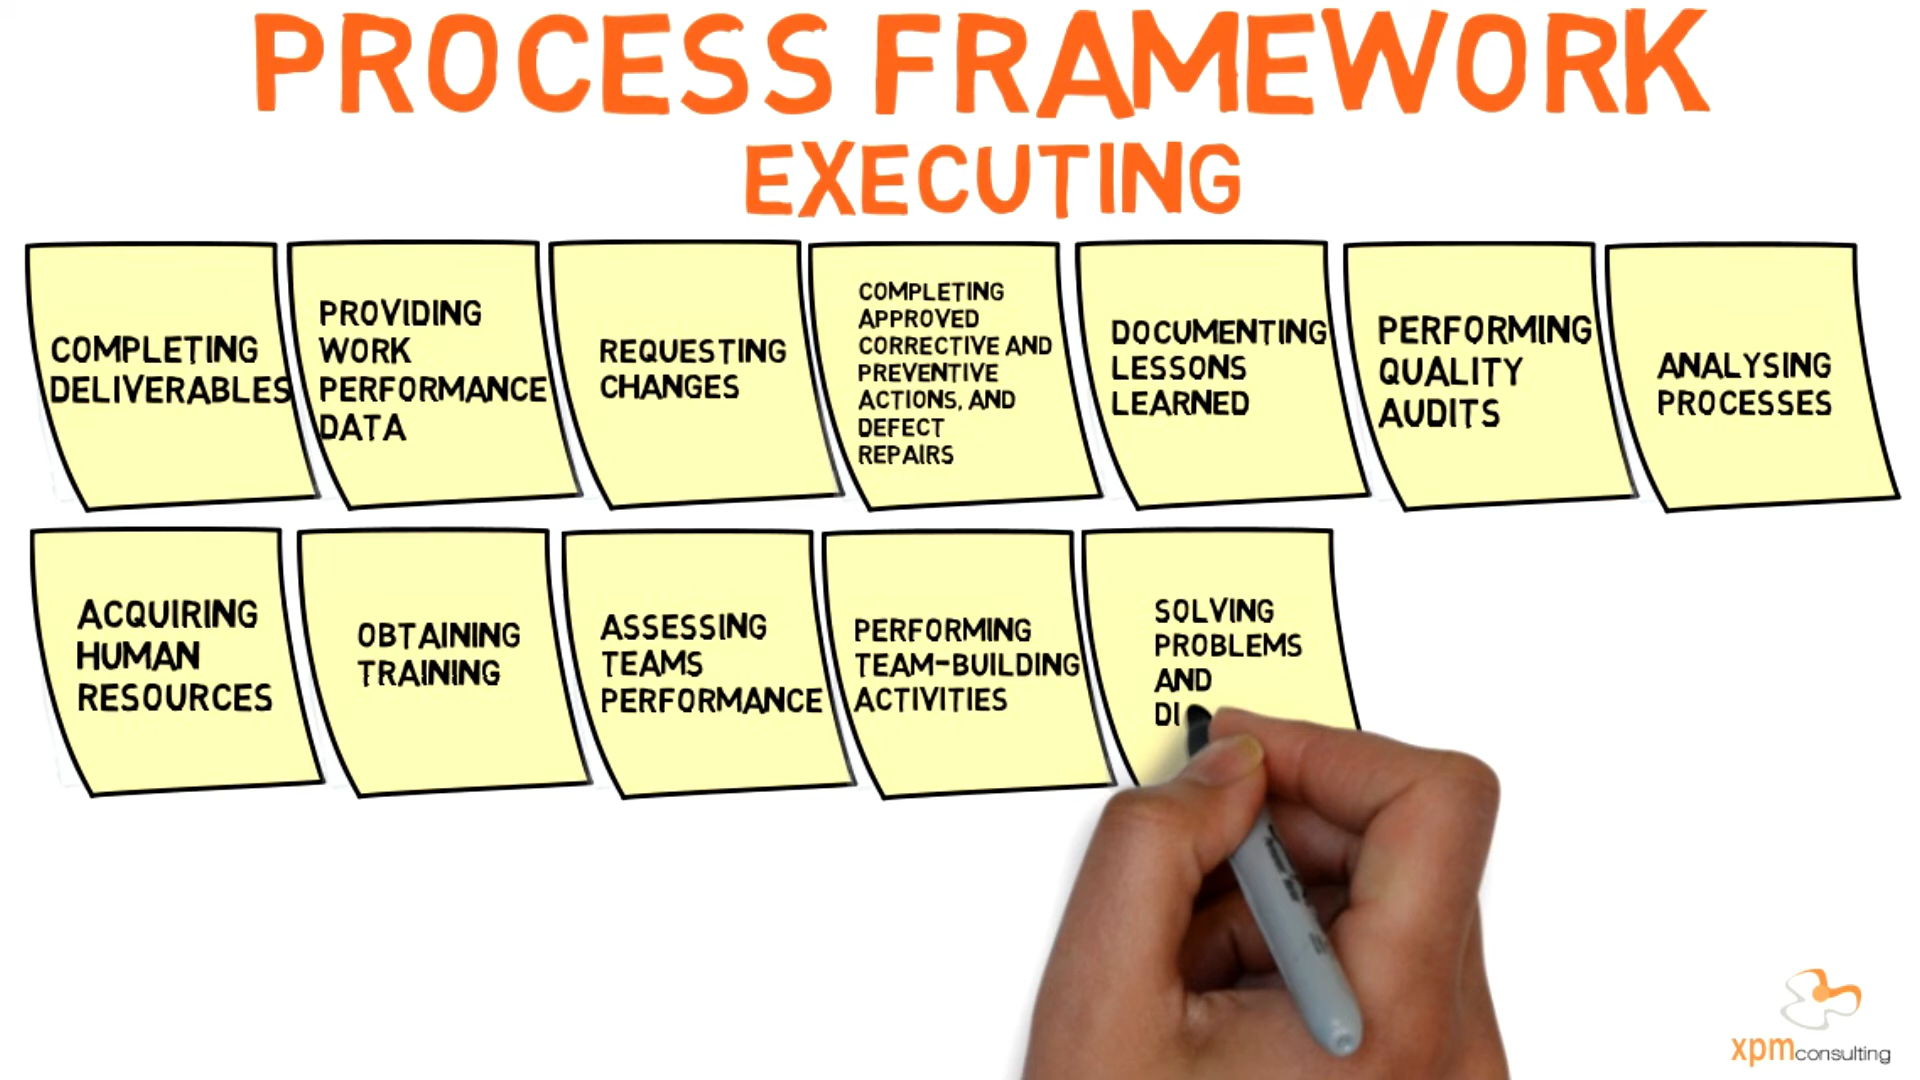 PROCESS FRAMEWORK
EXECUTING
COMPLETING
DELIVERABLES
PROVIDING
WORK
PERFORMANCE
DATA
REQUESTING
CHANGES
COMPLETING
APPROVED
CORRECTIVE AND
PREVENTIVE
ACTIONS, AND
DEFECT
REPAIRS
DOCUMENTING
LESSONS
LEARNED
PERFORMING
QUALITY
AUDITS
ANALYSING
PROCESSES
ACQUIRING
HUMAN
RESOURCES
OBTAINING
TRAINING
ASSESSING
TEAMS
PERFORMANCE
PERFORMING
TEAM-BUILDING
ACTIVITIES
SOLVING
PROBLEMS
AND
DI
xpmconsulting